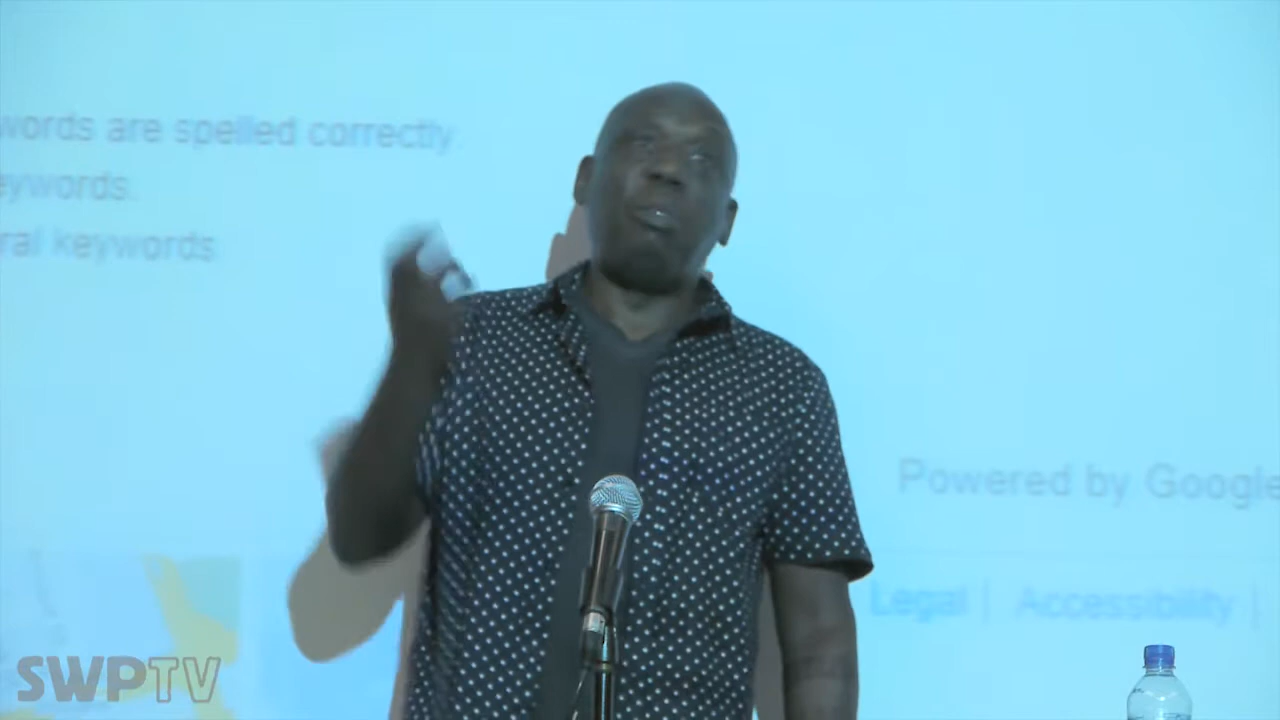 words are spelled correctly
eywords.
ral keywords
Powered by Google
Legal | Accessibility |
SWPTV